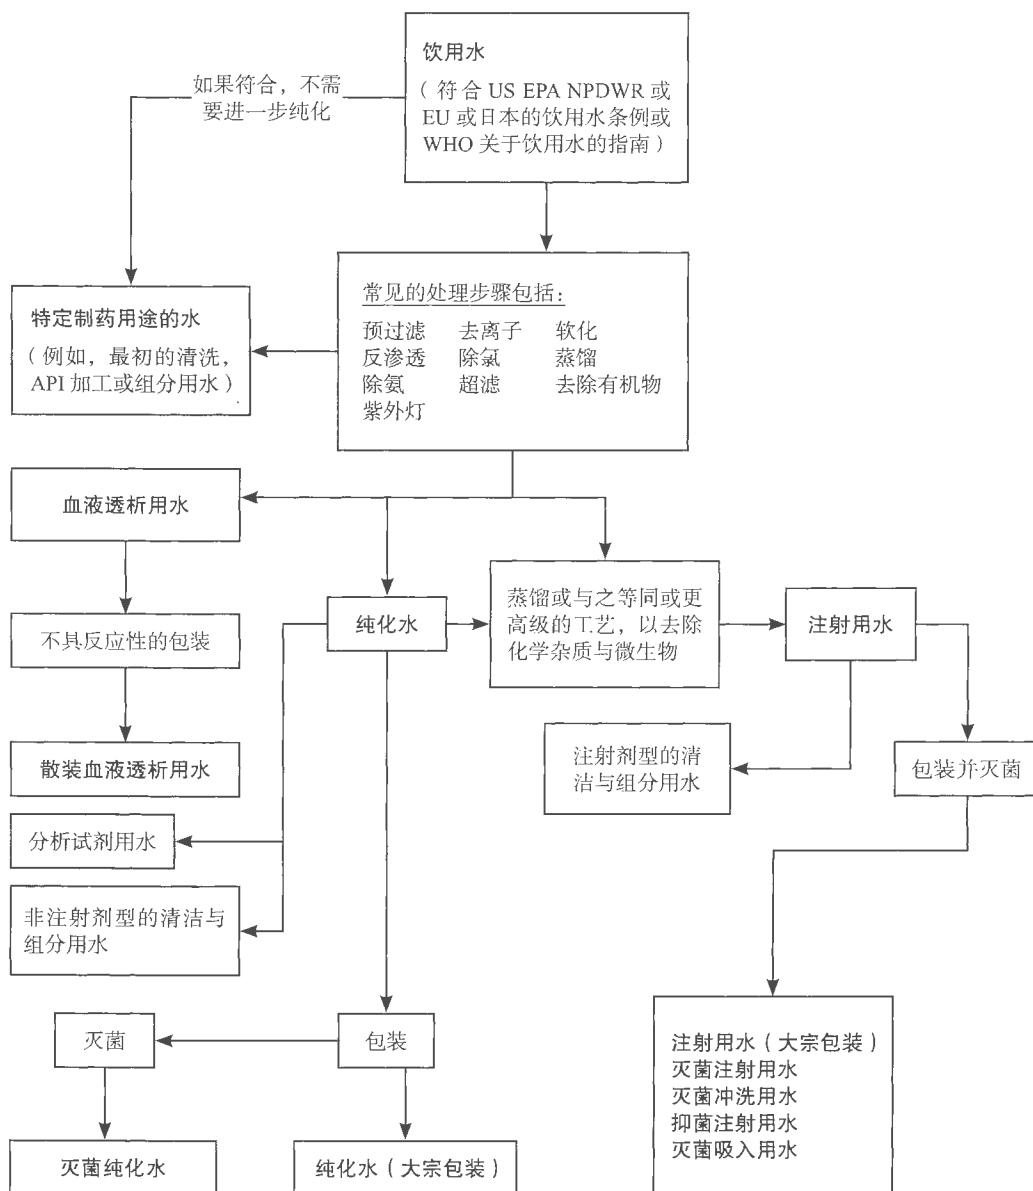 饮用水
（符合 US EPA NPDWR 或
EU 或日本的饮用水条例或
WHO 关于饮用水的指南）
如果符合，不需
要进一步纯化
常见的处理步骤包括：
预过滤 去离子 软化
反渗透 除氯 蒸馏
除氨 超滤 去除有机物
紫外灯
特定制药用途的水
（例如，最初的清洗，
API 加工或组分用水）
血液透析用水
不具反应性的包装
散装血液透析用水
纯化水
蒸馏或与之等同或更
高级的工艺，以去除
化学杂质与微生物
注射用水
注射剂型的清
洁与组分用水
包装并灭菌
分析试剂用水
非注射剂型的清洁与
组分用水
灭菌
包装
灭菌纯化水
纯化水（大宗包装）
注射用水（大宗包装）
灭菌注射用水
灭菌冲洗用水
抑菌注射用水
灭菌吸入用水